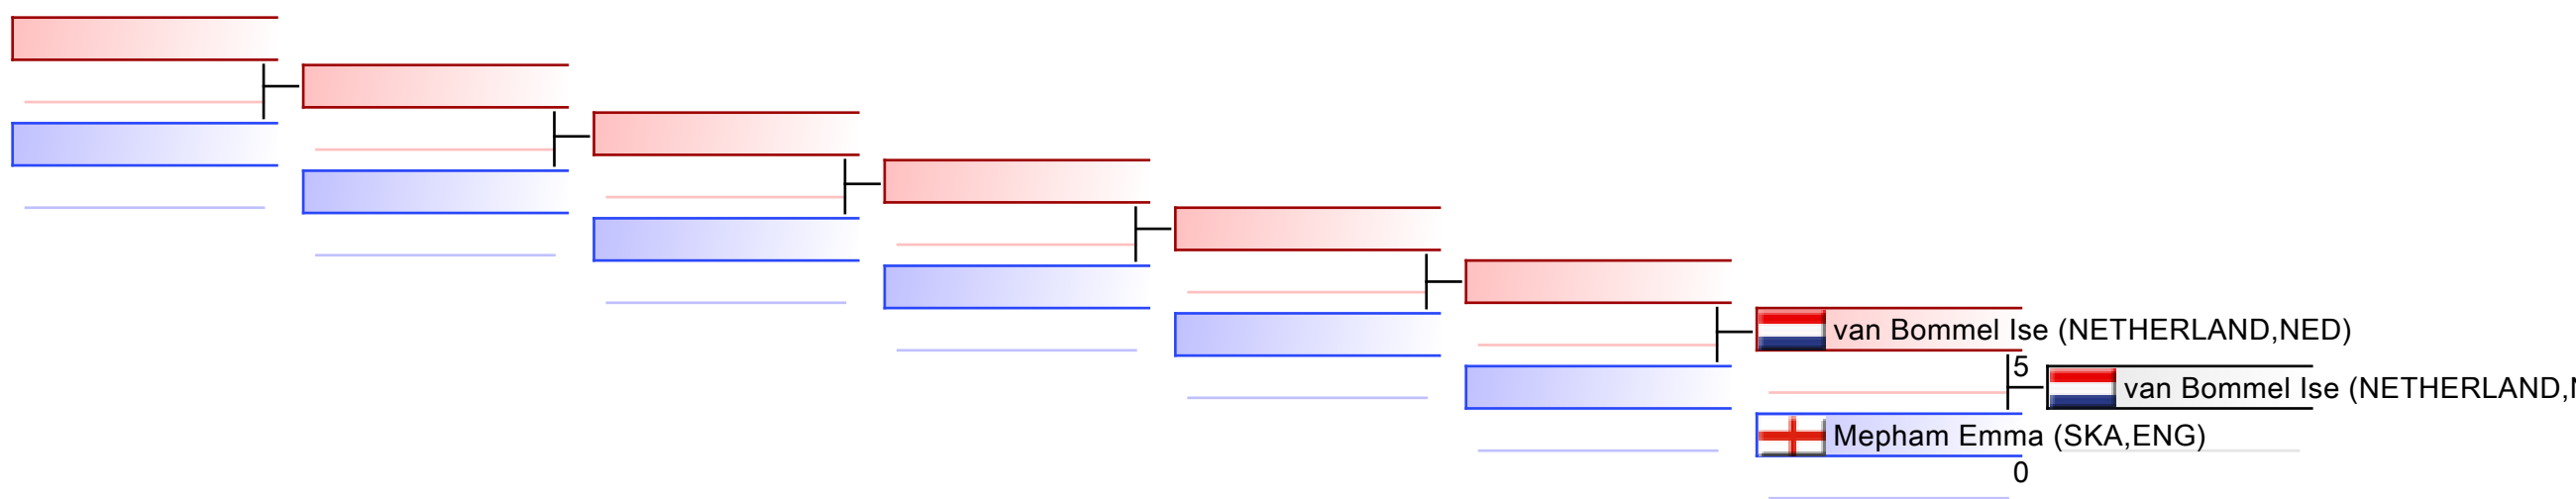 van Bommel Ise (NETHERLAND,NED)
5
van Bommel Ise (NETHERLAND,
Mepham Emma (SKA,ENG)
0